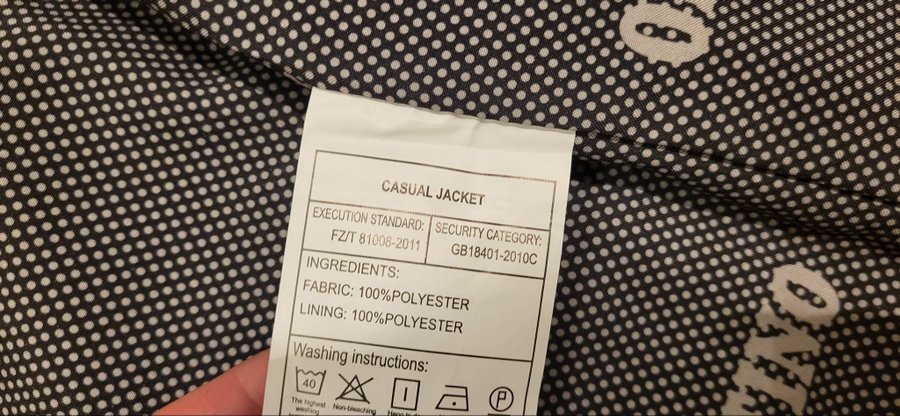 CASUAL JACKET
EXECUTION STANDARD:
FZ/T 81008-2011
SECURITY CATEGORY:
GB18401-2010C
INGREDIENTS:
FABRIC: 100%POLYESTER
LINING: 100%POLYESTER
Washing instructions:
40
P
The highest
washing
Non-bleaching